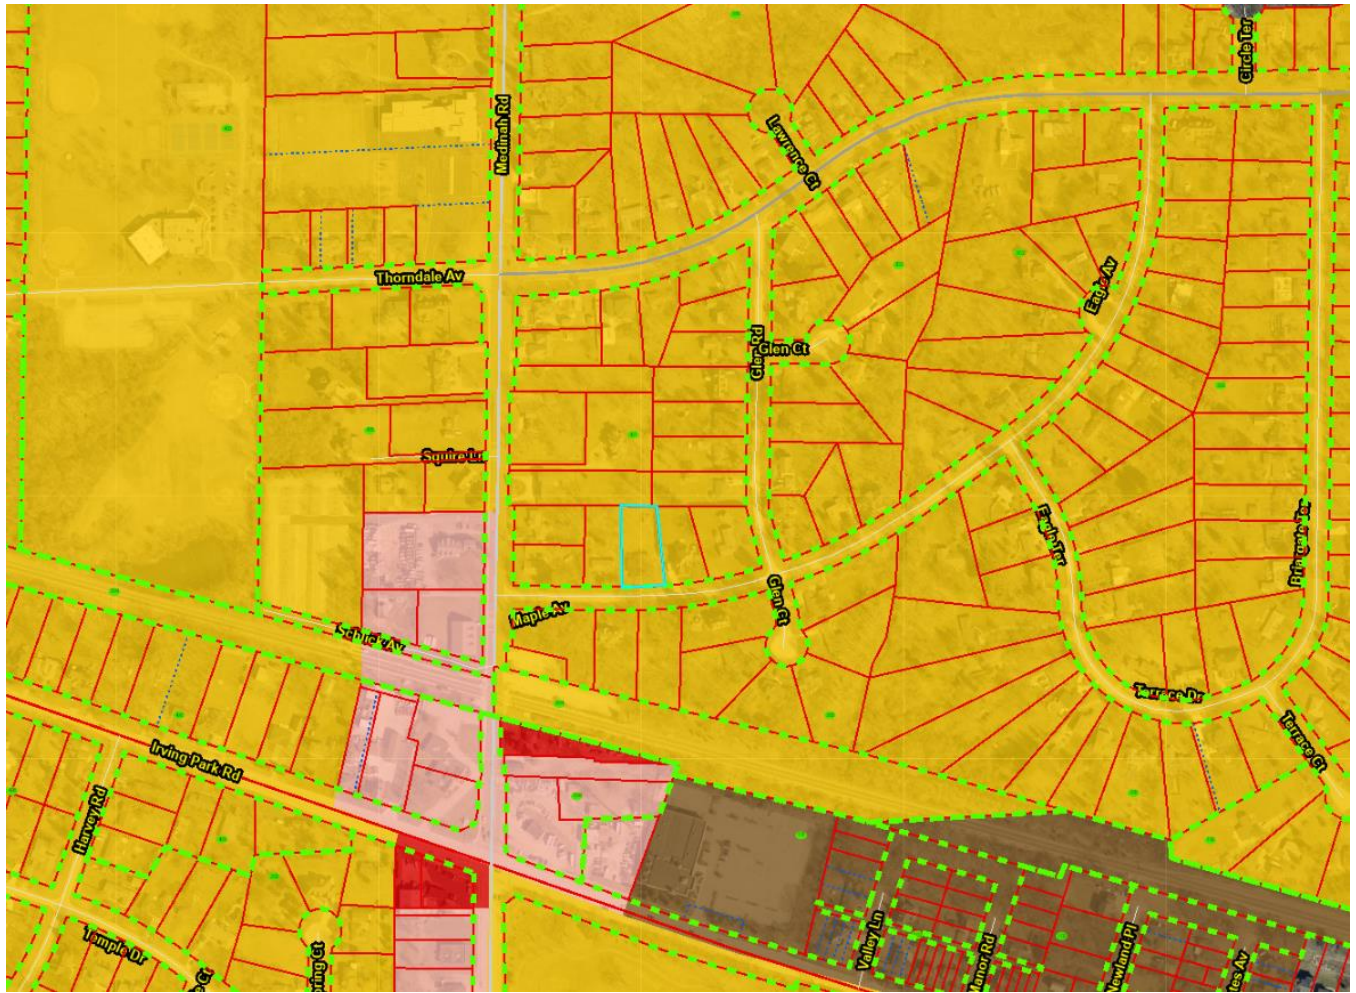 Circle Ter
Medinah Rd
Lawrence Ct
Thorndale Av
Eagle Av
Glen Rd
Glen Ct
Squire Ln
Eagle Ter
Briargate Ter
Maple Av
Glen Ct
Schuck Av
Terrace Dr
Terrace Ct
Irving Park Rd
Harvey Rd
Temple Dr
Valley Ln
Manor Rd
Newland Pl